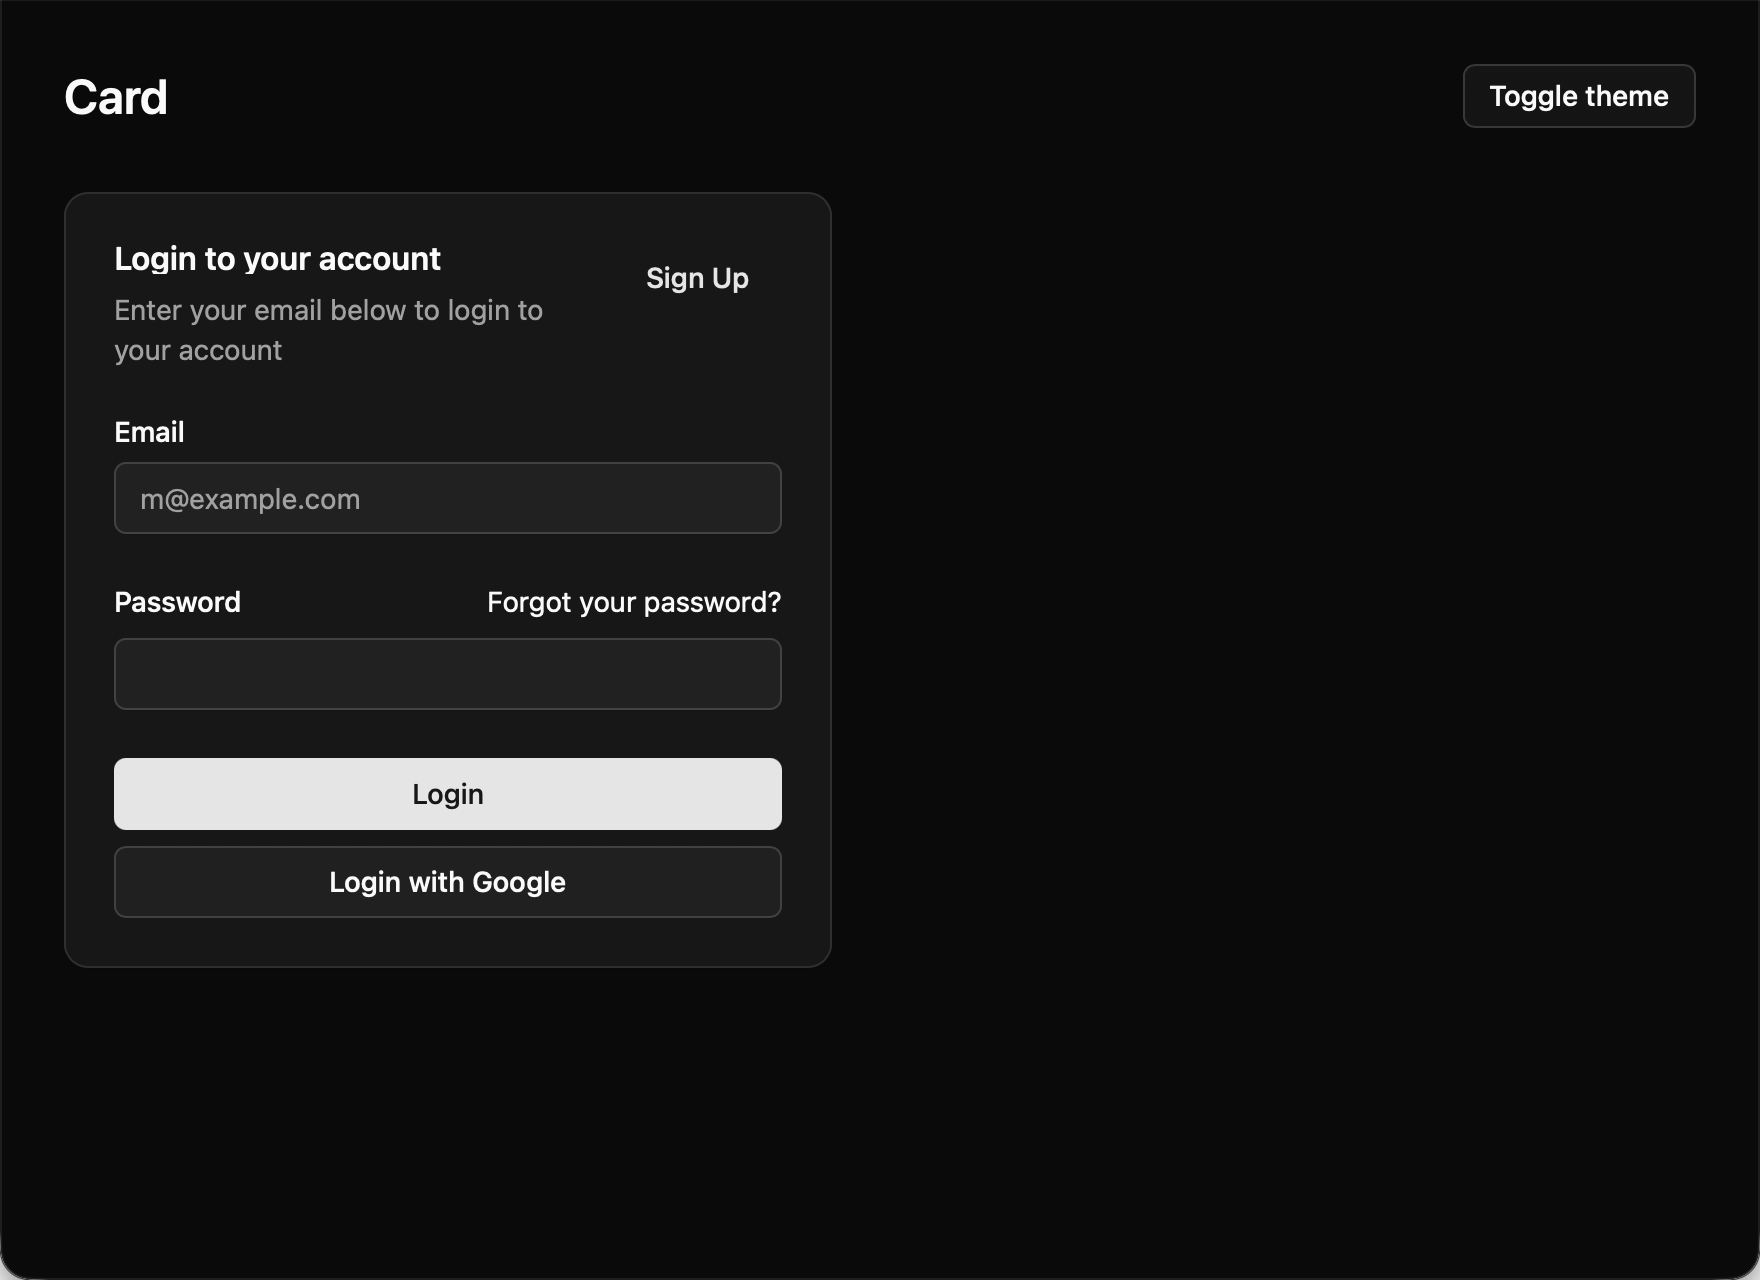 Card
Toggle theme
Login to your account
Sign Up
Enter your email below to login to
your account
Email
m@example.com
Password
Forgot your password?
Login
Login with Google